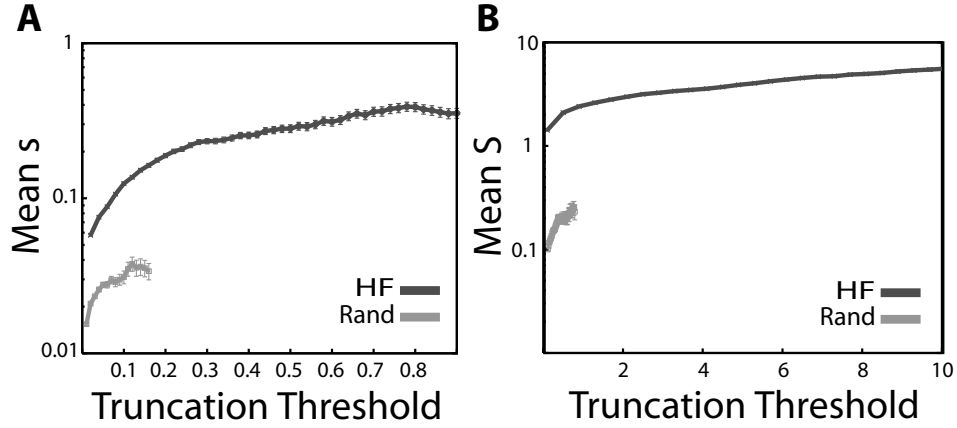 A
1
0.1
0.01
Mean s
HF
Rand
0.1 0.2 0.3 0.4 0.5 0.6 0.7 0.8
Truncation Threshold
B
10
1
0.1
Mean S
HF
Rand
2 4 6 8 10
Truncation Threshold